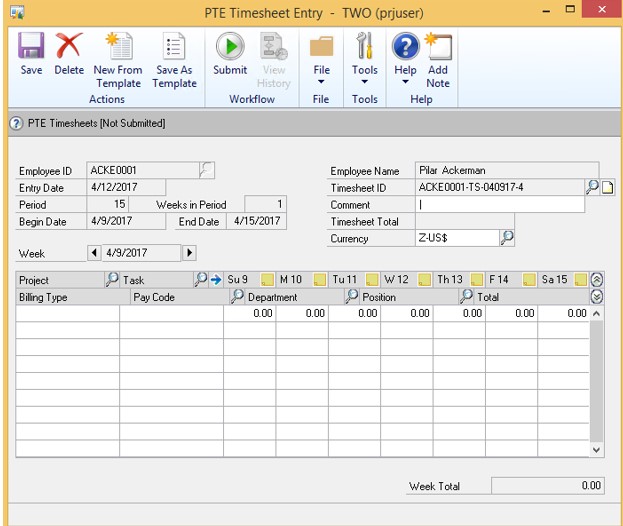 PTE Timesheet Entry - TWO (prjuser)
Save Delete New From Template Save As Template Submit View History File Tools Help Add Note
Actions Workflow File Tools Help
PTE Timesheets [Not Submitted]
Employee ID ACKE0001 Employee Name Pilar Ackerman
Entry Date 4/12/2017 Timesheet ID ACKE0001-TS-040917-4
Period 15 Weeks in Period 1 Comment
Begin Date 4/9/2017 End Date 4/15/2017 Timesheet Total
Currency Z-US$
Week 4/9/2017
Project Task Su 9 M 10 Tu 11 W 12 Th 13 F 14 Sa 15
Billing Type Pay Code Department Position Total
0.00 0.00 0.00 0.00 0.00 0.00 0.00
Week Total 0.00